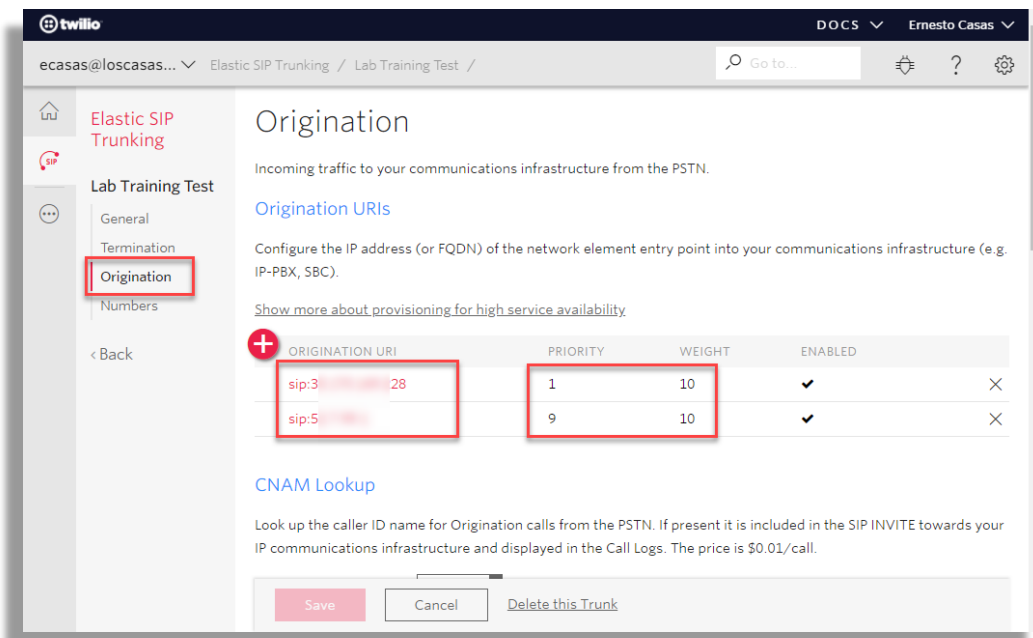 twilio
DOCS
Ernesto Casas
ecasas@loscasas...
Elastic SIP Trunking / Lab Training Test /
Go to...
?
SIP
Elastic SIP
Trunking
Lab Training Test
General
Termination
Origination
Numbers
< Back
Origination
Incoming traffic to your communications infrastructure from the PSTN.
Origination URIs
Configure the IP address (or FQDN) of the network element entry point into your communications infrastructure (e.g.
IP-PBX, SBC).
Show more about provisioning for high service availability
ORIGINATION URI PRIORITY WEIGHT ENABLED
sip:3 28 1 10
sip:5 9 10
CNAM Lookup
Look up the caller ID name for Origination calls from the PSTN. If present it is included in the SIP INVITE towards your
IP communications infrastructure and displayed in the Call Logs. The price is $0.01/call.
Save Cancel Delete this Trunk